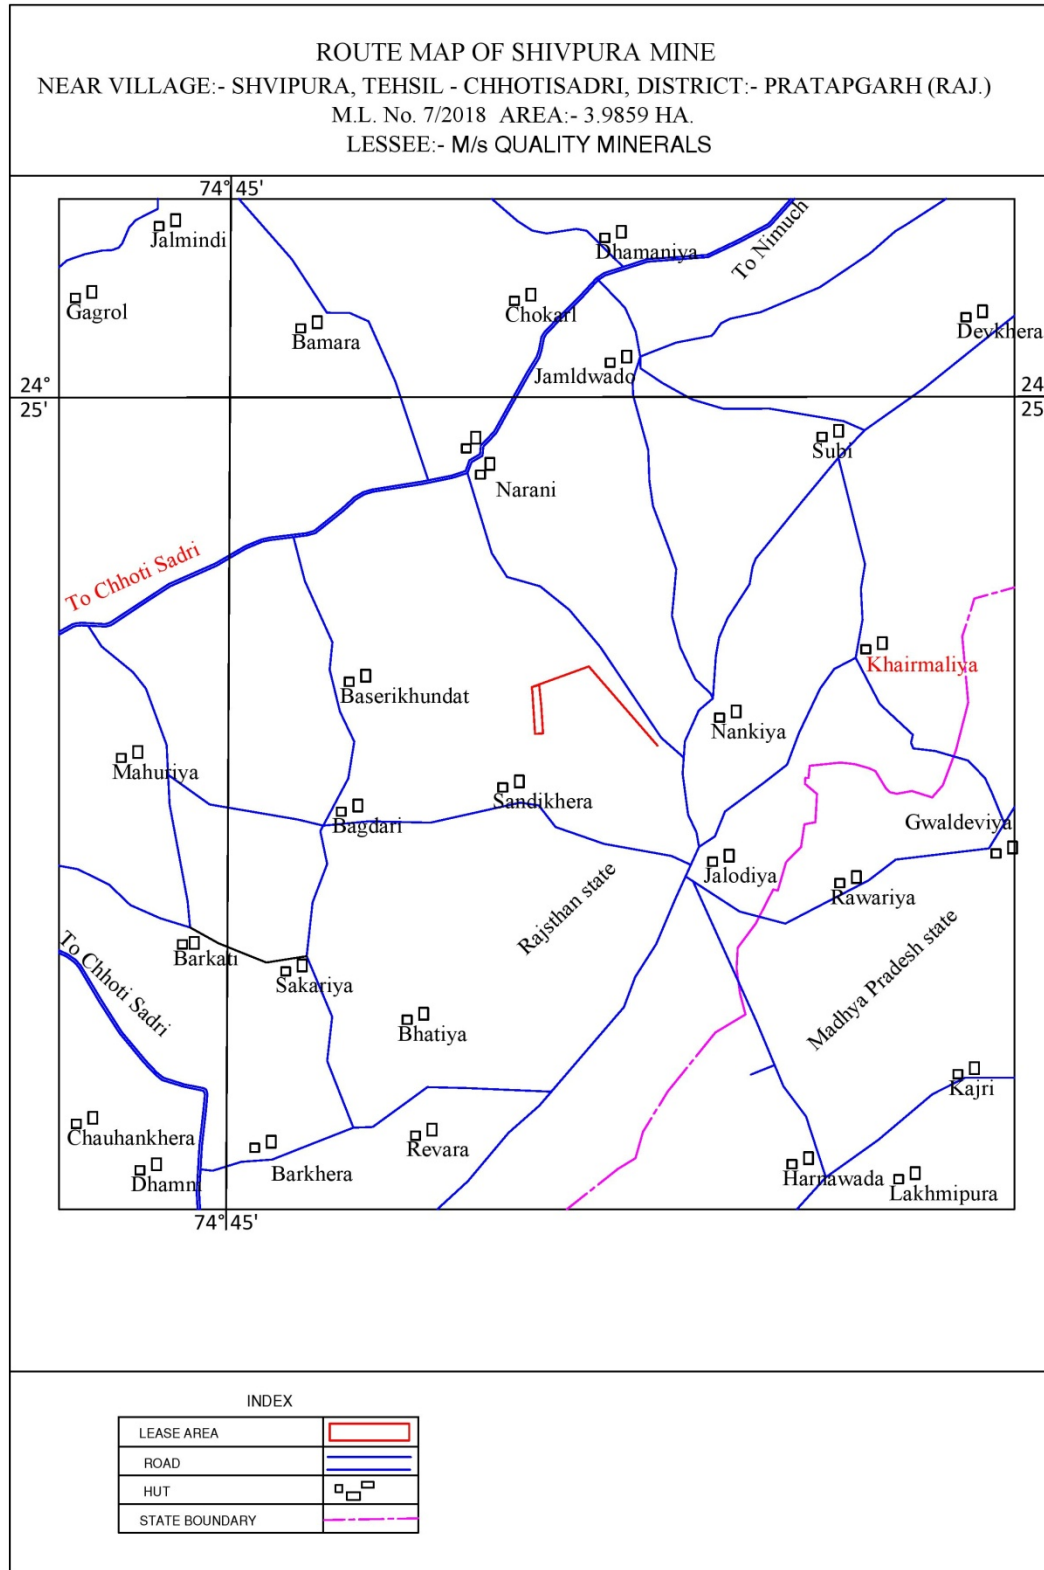 ROUTE MAP OF SHIVPURA MINE
NEAR VILLAGE:- SHVIPURA, TEHSIL - CHHOTISADRI, DISTRICT:- PRATAPGARH (RAJ.)
M.L. No. 7/2018 AREA:- 3.9859 HA.
LESSEE:- M/s QUALITY MINERALS
74° 45'
Jalmindi
Dhamaniya
To Nimuch
Gagrol
Chokarl
Bamara
Devkhera
Jamldwado
24°
25'
24
25
Subi
Narani
To Chhoti Sadri
Khairmaliya
Baserikhundat
Nankiya
Mahuriya
Sandikhera
Bagdari
Gwaldeviya
Jalodiya
Rawariya
Rajsthan state
Madhya Pradesh state
Barkati
To Chhoti Sadri
Sakariya
Bhatiya
Kajri
Chauhankhera
Revara
Barkhera
Dhamni
Harnawada
Lakhmipura
74° 45'
INDEX
LEASE AREA
ROAD
HUT
STATE BOUNDARY